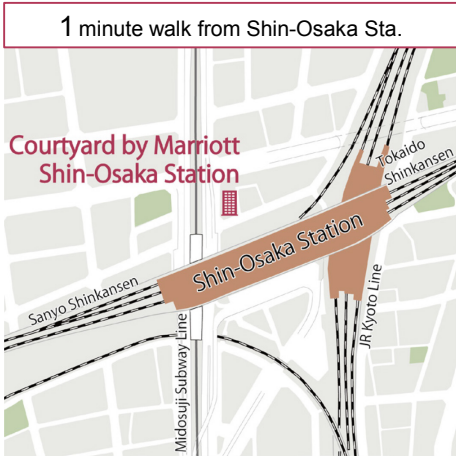 1 minute walk from Shin-Osaka Sta.
Courtyard by Marriott
Shin-Osaka Station
Tokaido
Shinkansen
Shin-Osaka Station
Sanyo Shinkansen
Midosuji Subway Line
JR Kyoto Line